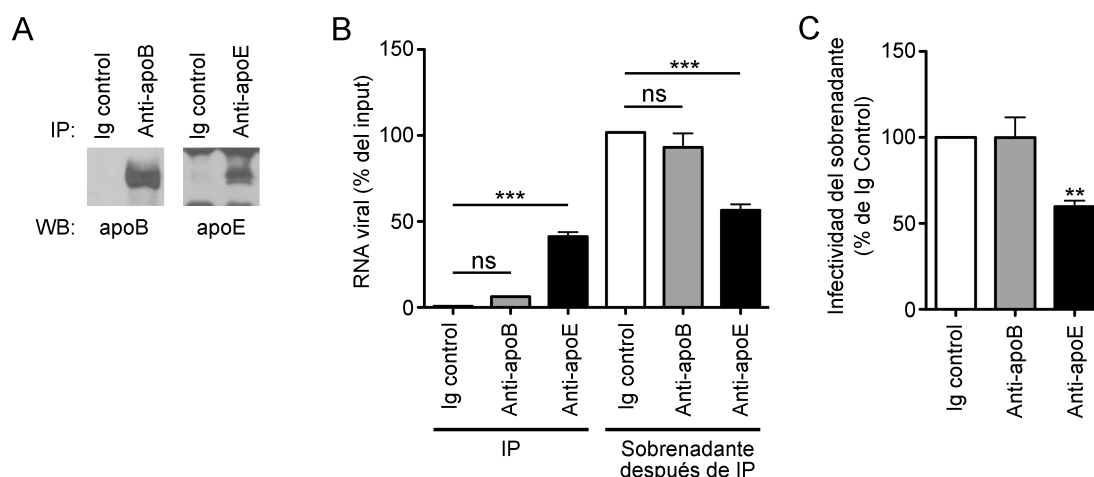 A
IP:
Ig control
Anti-apoB
Ig control
Anti-apoE
WB:
apoB
apoE
B
RNA viral (% del input)
150
100
50
0
ns
***
ns
***
Ig control
Anti-apoB
Anti-apoE
Ig control
Anti-apoB
Anti-apoE
IP
Sobrenadante
después de IP
C
Infectividad del sobrenadante
(% de Ig Control)
150
100
50
0
**
Ig control
Anti-apoB
Anti-apoE